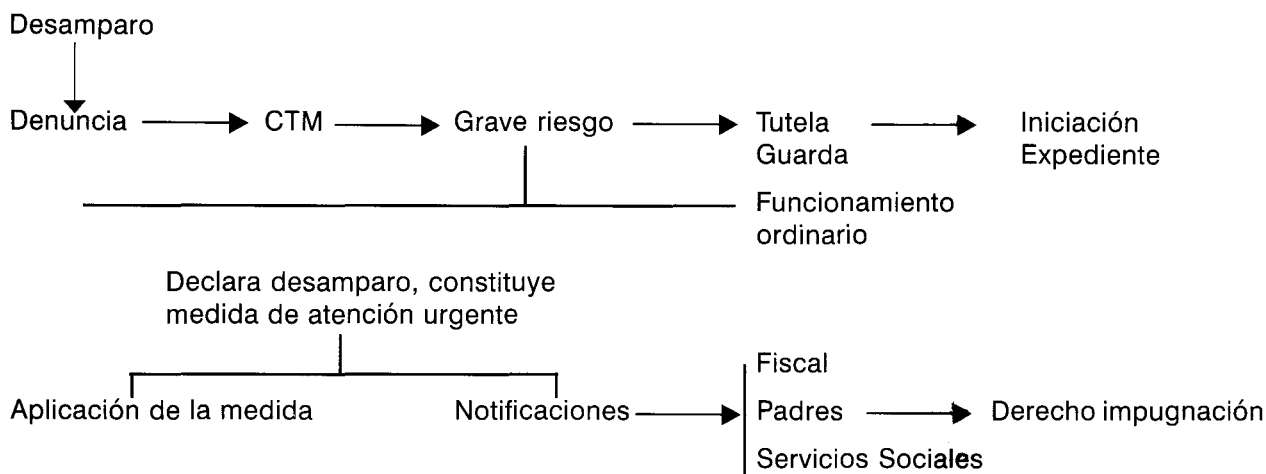 Desamparo
Denuncia CTM Grave riesgo Tutela Iniciación
Guarda Expediente
Funcionamiento
ordinario
Declara desamparo, constituye
medida de atención urgente
Fiscal
Aplicación de la medida Notificaciones Padres Derecho impugnación
Servicios Sociales